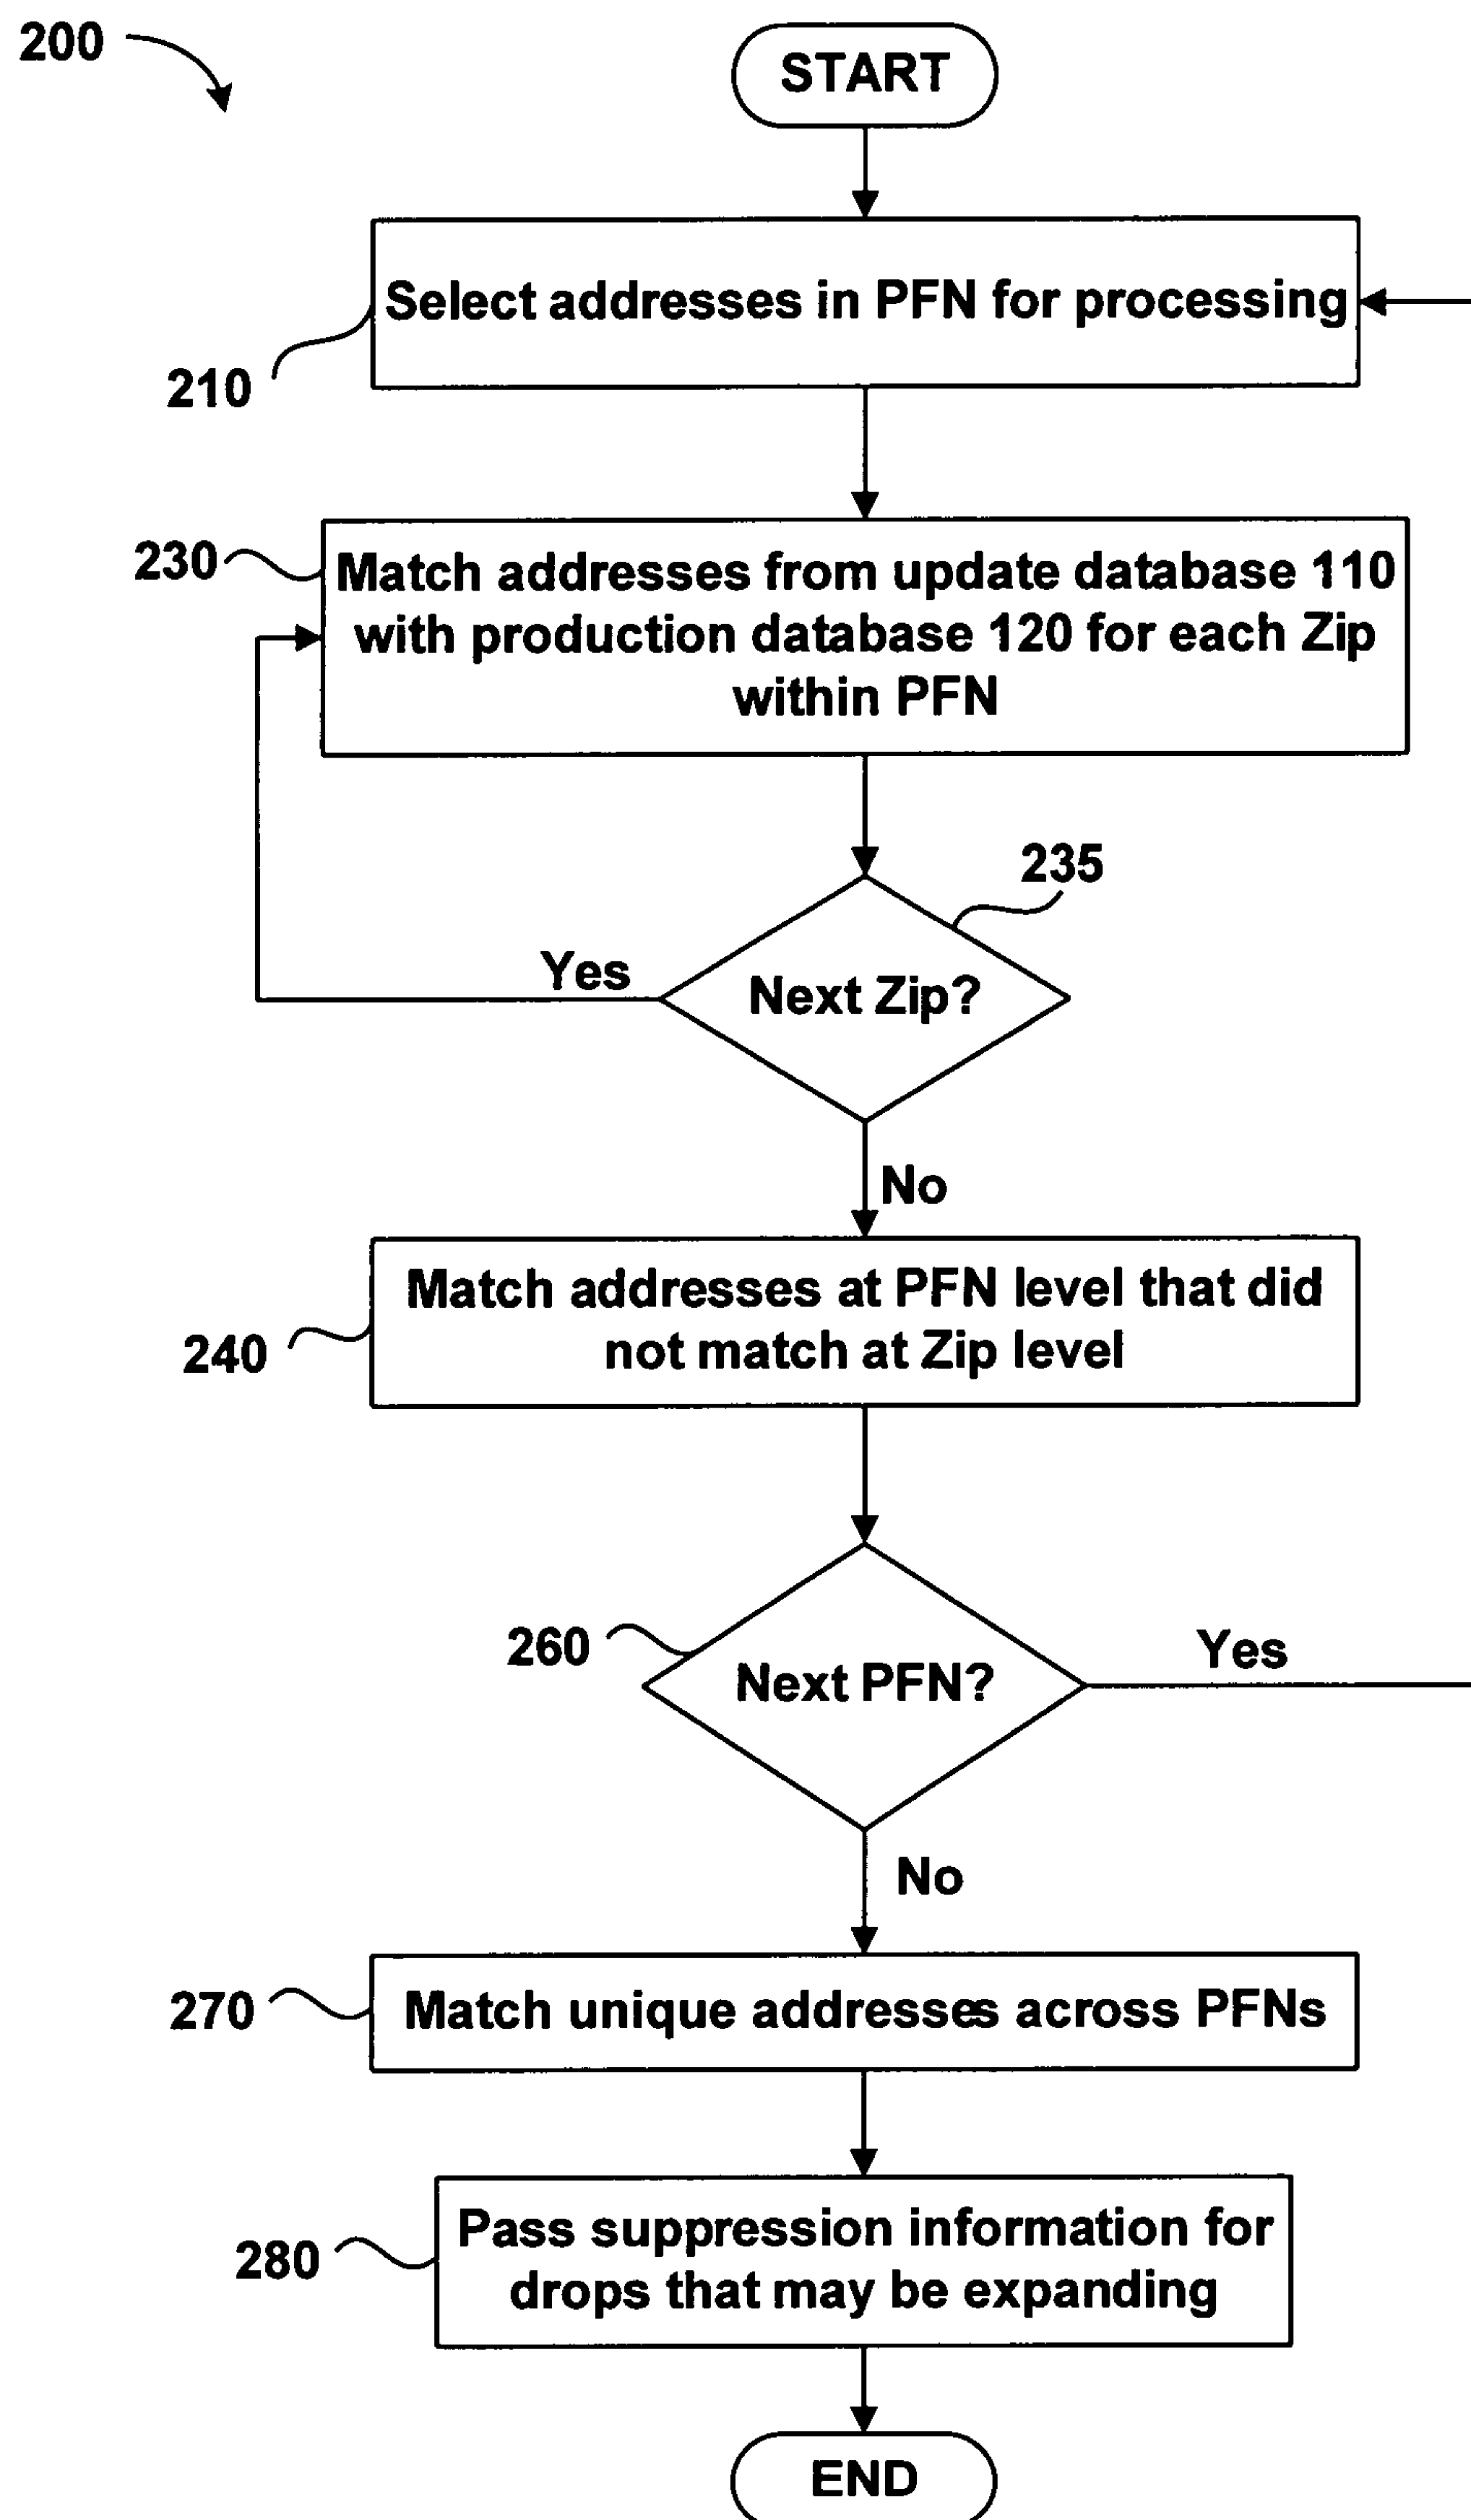 200
START
Select addresses in PFN for processing
210
230
Match addresses from update database 110
with production database 120 for each Zip
within PFN
235
Yes
Next Zip?
No
Match addresses at PFN level that did
not match at Zip level
240
260
Yes
Next PFN?
No
270
Match unique addresses across PFNs
Pass suppression information for
drops that may be expanding
280
END